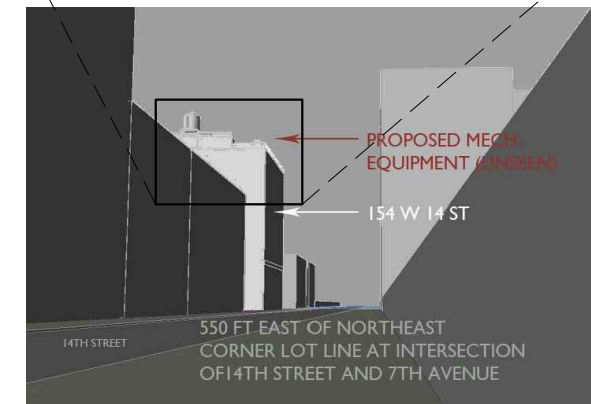 PROPOSED MECH.
EQUIPMENT (UNSEEN)
154 W 14 ST
550 FT EAST OF NORTHEAST
14TH STREET
CORNER LOT LINE AT INTERSECTION
OF14TH STREET AND 7TH AVENUE